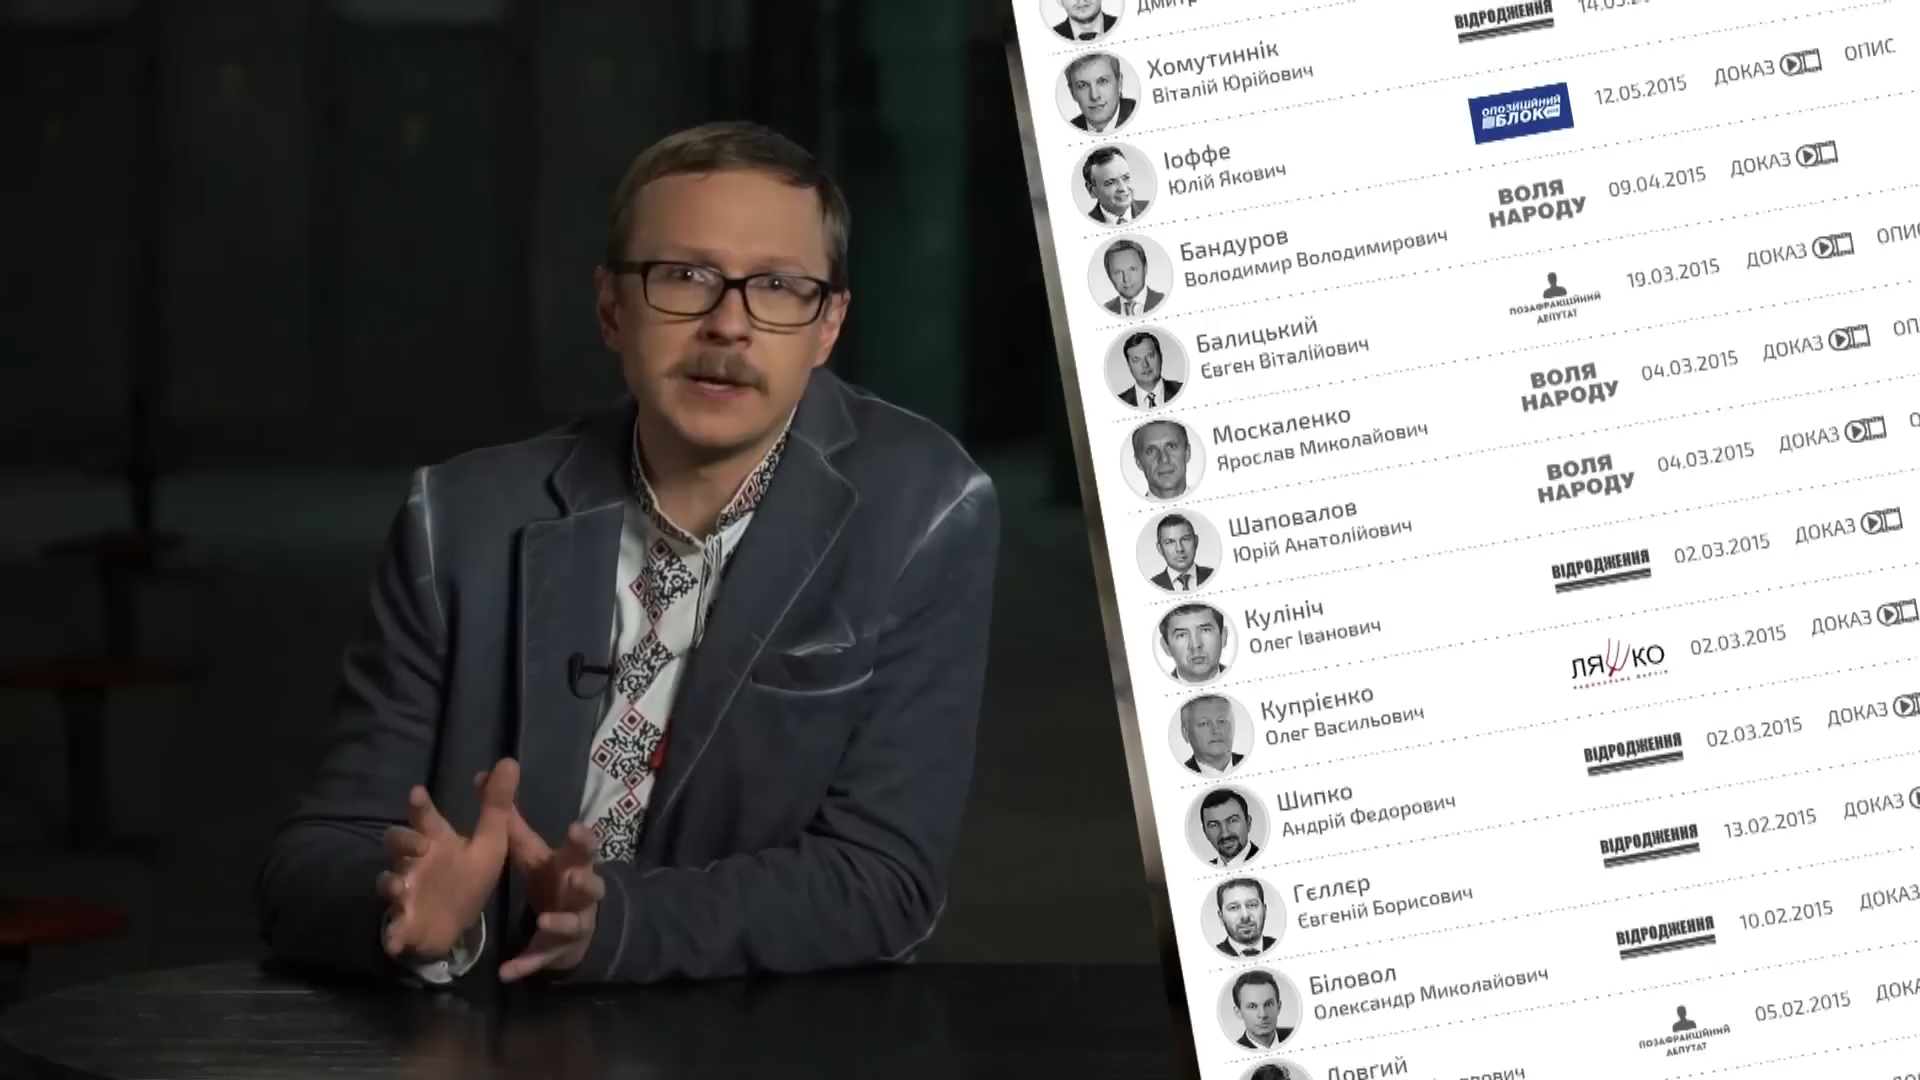 ВІДРОДЖЕННЯ
Хомутиннік
Віталій Юрійович
ОПОЗИЦІЙНИЙ
БЛОК
12.05.2015
ДОКАЗ
ОПИС
Іоффе
Юлій Якович
ВОЛЯ
НАРОДУ
09.04.2015
ДОКАЗ
Бандуров
Володимир Володимирович
ПОЗАФРАКЦІЙНИЙ
ДЕПУТАТ
19.03.2015
ДОКАЗ
Балицький
Євген Віталійович
ВОЛЯ
НАРОДУ
04.03.2015
ДОКАЗ
Москаленко
Ярослав Миколайович
ВОЛЯ
НАРОДУ
04.03.2015
ДОКАЗ
Шаповалов
Юрій Анатолійович
ВІДРОДЖЕННЯ
02.03.2015
ДОКАЗ
Кулініч
Олег Іванович
ЛЯШКО
02.03.2015
ДОКАЗ
Купрієнко
Олег Васильович
ВІДРОДЖЕННЯ
02.03.2015
ДОКАЗ
Шипко
Андрій Федорович
ВІДРОДЖЕННЯ
13.02.2015
ДОКАЗ
Гєллєр
Євгеній Борисович
ВІДРОДЖЕННЯ
10.02.2015
ДОКАЗ
Біловол
Олександр Миколайович
ПОЗАФРАКЦІЙНИЙ
ДЕПУТАТ
05.02.2015
Довгий